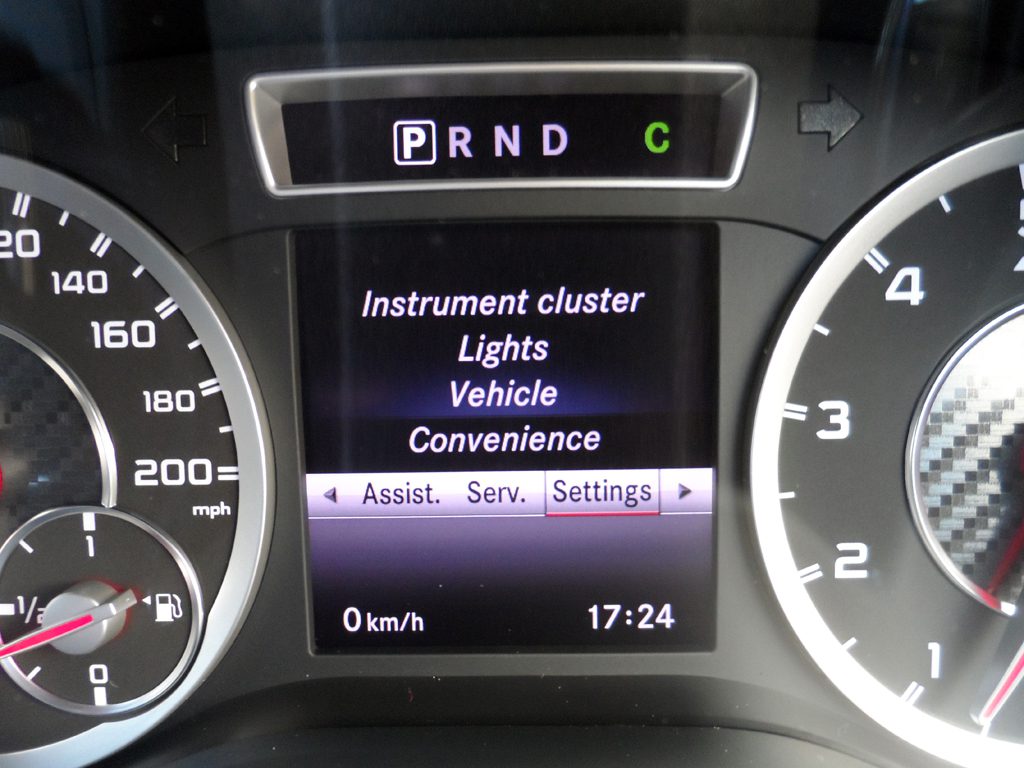 P R N D C
Instrument cluster
Lights
Vehicle
Convenience
Assist. Serv. Settings
0 km/h 17:24
140
160
180
200
mph
1
1/2
0
4
3
2
1